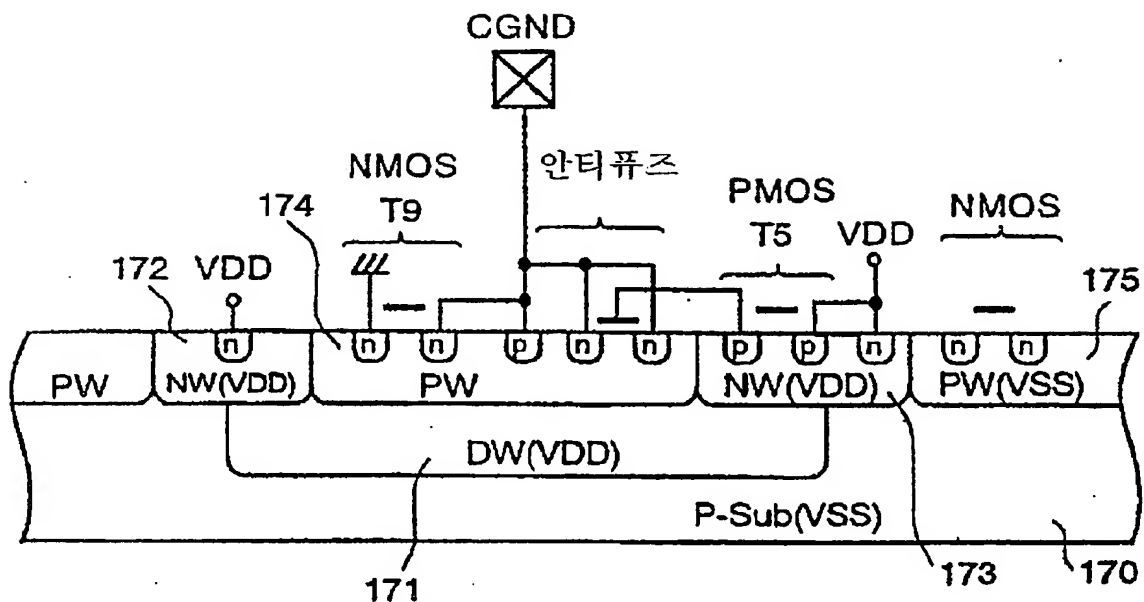 CGND
안티퓨즈
NMOS
T9
174
172
VDD
PMOS
T5
VDD
NMOS
175
n
n
n
p
n
n
p
p
n
n
n
PW
NW(VDD)
PW
NW(VDD)
PW(VSS)
DW(VDD)
P-Sub(VSS)
171
173
170